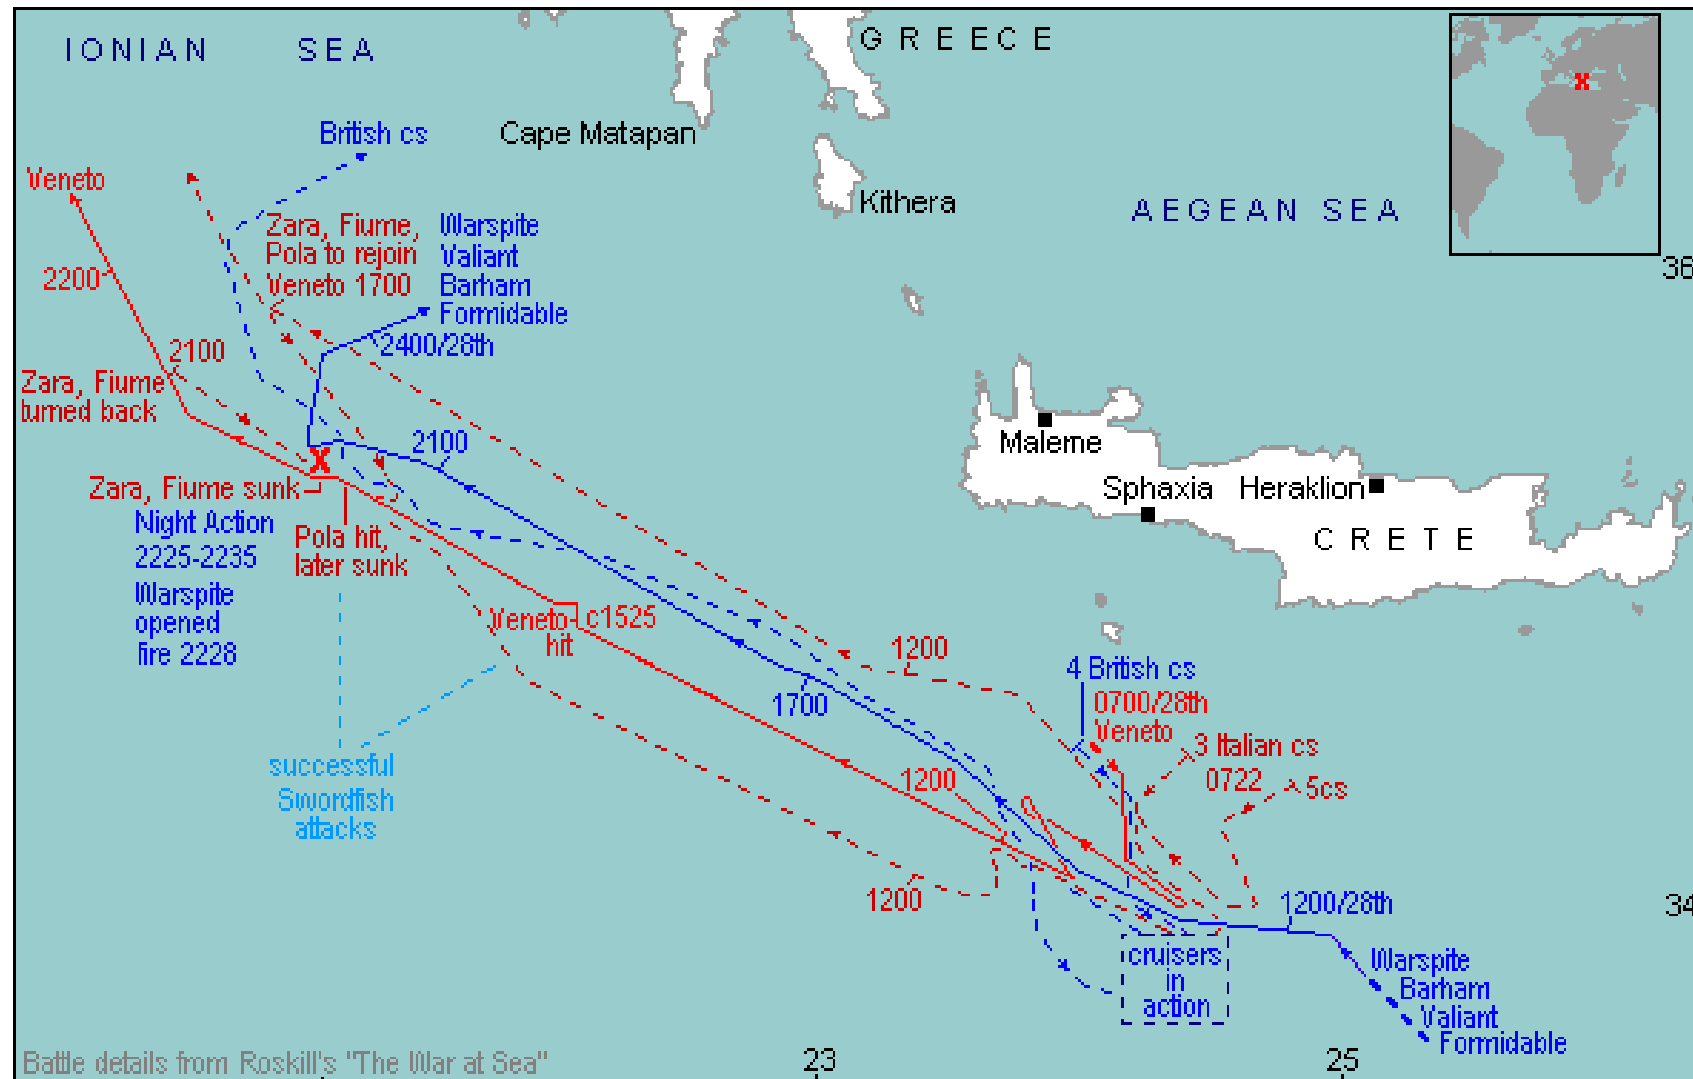 IONIAN SEA
GREECE
British cs
Cape Matapan
Veneto
Kithera
AEGEAN SEA
Zara, Fiume,
Pola to rejoin
Veneto 1700
Warspite
Valiant
Barham
Formidable
36
2200
2400/28th
2100
Zara, Fiume
turned back
2100
Maleme
X
X
Zara, Fiume sunk
Sphaxia
Heraklion
CRETE
Night Action
2225-2235
Warspite
opened
fire 2228
Pola hit,
later sunk
Veneto
hit
c1525
1200
4 British cs
0700/28th
Veneto
1700
3 Italian cs
0722
5cs
successful
Swordfish
attacks
1200
1200
1200/28th
34
cruisers
in
action
Warspite
Barham
Valiant
Formidable
Battle details from Roskill's "The War at Sea"
23
25